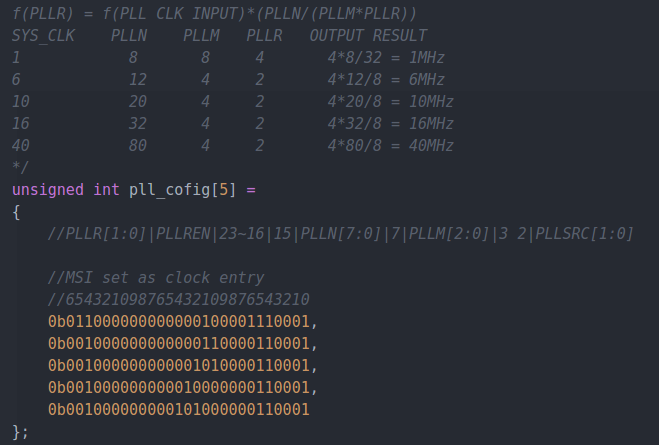 f(PLLR) = f(PLL CLK INPUT)*(PLLN/(PLLM*PLLR))
SYS_CLK    PLLN    PLLM   PLLR   OUTPUT RESULT
1            8       8     4       4*8/32 = 1MHz
6            12      4     2       4*12/8 = 6MHz
10           20      4     2       4*20/8 = 10MHz
16           32      4     2       4*32/8 = 16MHz
40           80      4     2       4*80/8 = 40MHz
*/
unsigned int pll_cofig[5] =
{
    //PLLR[1:0]|PLLREN|23~16|15|PLLN[7:0]|7|PLLM[2:0]|3 2|PLLSRC[1:0]
    //MSI set as clock entry
    //654321098765432109876543210
    0b011000000000000100001110001,
    0b001000000000000110000110001,
    0b001000000000001010000110001,
    0b001000000000010000000110001,
    0b001000000000101000000110001
};